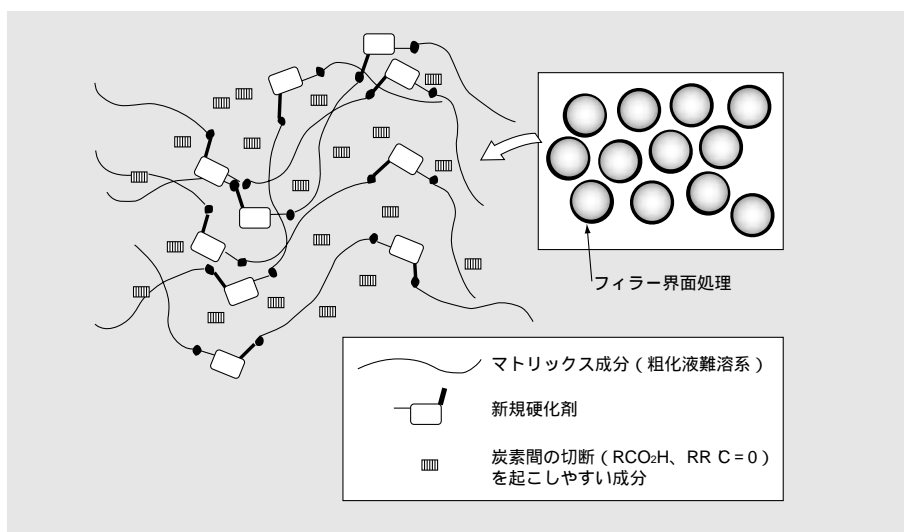 フィラー界面処理
マトリックス成分（粗化液難溶系）
新規硬化剤
炭素間の切断（RCO₂H、RR'C=0）
を起こしやすい成分